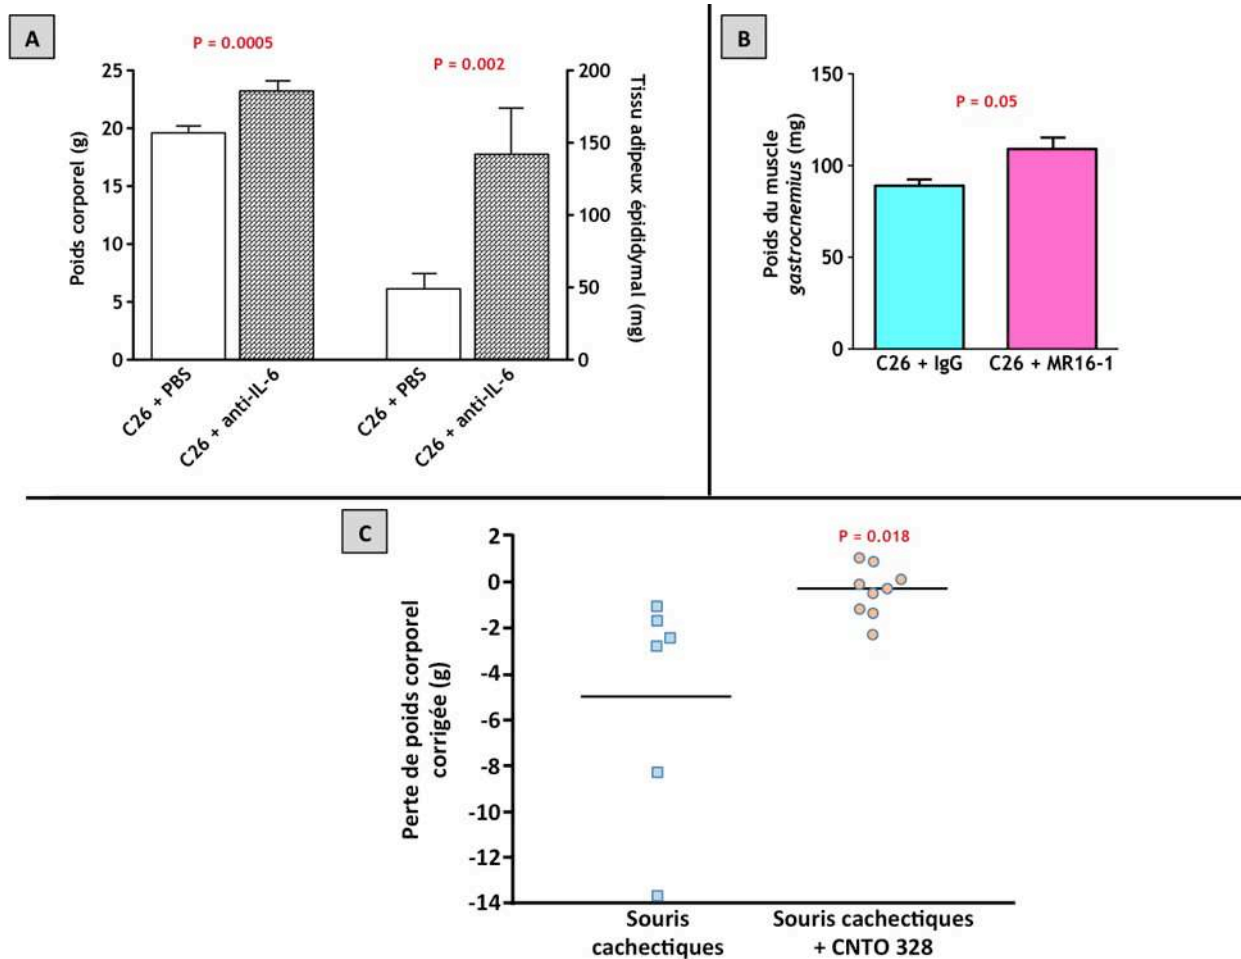 A
P = 0.0005
P = 0.002
Poids corporel (g)
25
20
15
10
5
0
200
150
100
50
0
Tissu adipeux épididymal (mg)
C26 + PBS
C26 + anti-IL-6
C26 + PBS
C26 + anti-IL-6
B
P = 0.05
Poids du muscle
gastrocnemius (mg)
150
100
50
0
C26 + IgG
C26 + MR16-1
C
P = 0.018
Perte de poids corporel
corrigée (g)
2
0
-2
-4
-6
-8
-10
-12
-14
Souris
cachectiques
Souris cachectiques
+ CNTO 328